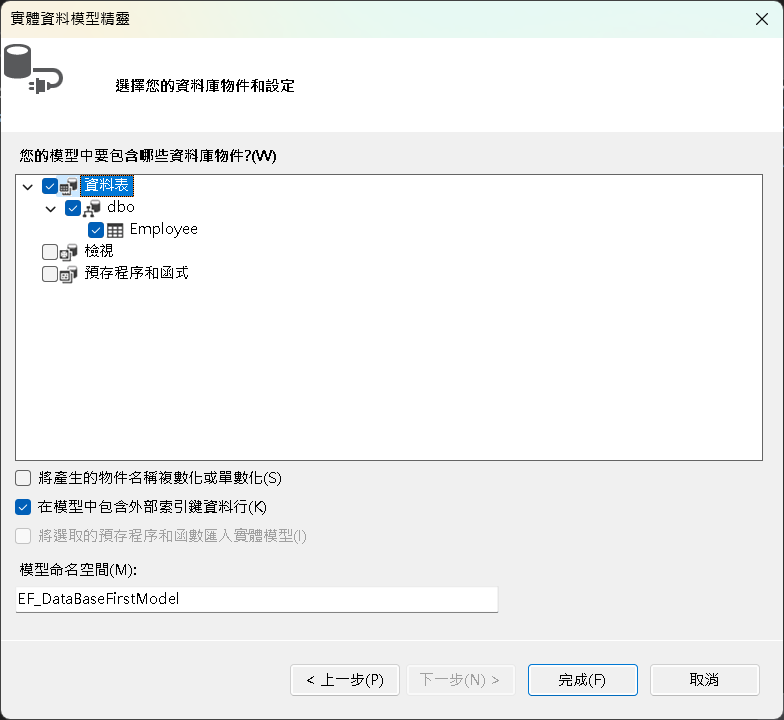 實體資料模型精靈
選擇您的資料庫物件和設定
您的模型中要包含哪些資料庫物件?(W)
資料表
dbo
Employee
檢視
預存程序和函式
將產生的物件名稱複數化或單數化(S)
在模型中包含外部索引鍵資料行(K)
將選取的預存程序和函數匯入實體模型(I)
模型命名空間(M):
EF_DataBaseFirstModel
< 上一步(P) 下一步(N) > 完成(F) 取消